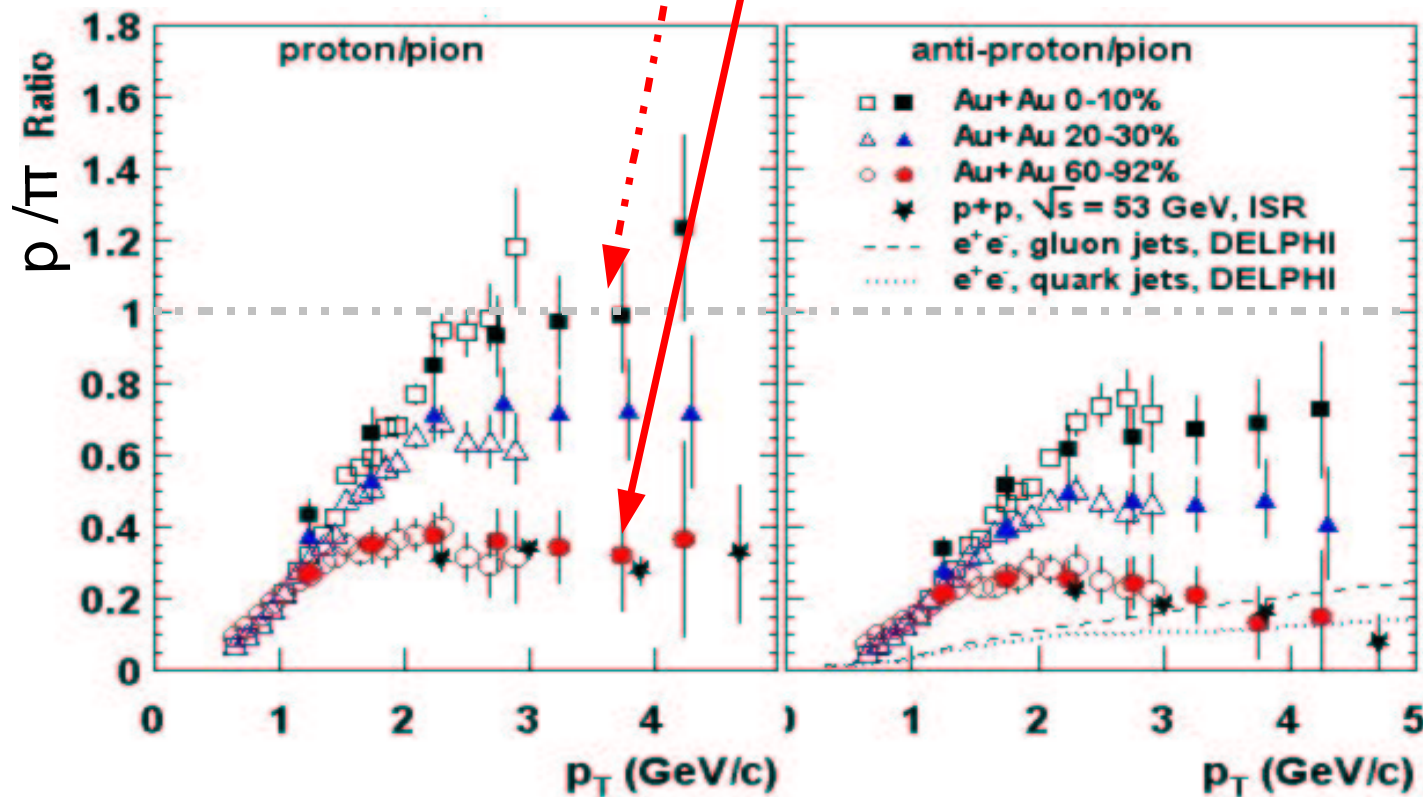 p /π Ratio
1.8
1.6
1.4
1.2
1
0.8
0.6
0.4
0.2
0
proton/pion
0 1 2 3 4
p_T (GeV/c)
anti-proton/pion
Au+Au 0-10%
Au+Au 20-30%
Au+Au 60-92%
p+p, √s = 53 GeV, ISR
e⁺e⁻, gluon jets, DELPHI
e⁺e⁻, quark jets, DELPHI
1 2 3 4 5
p_T (GeV/c)